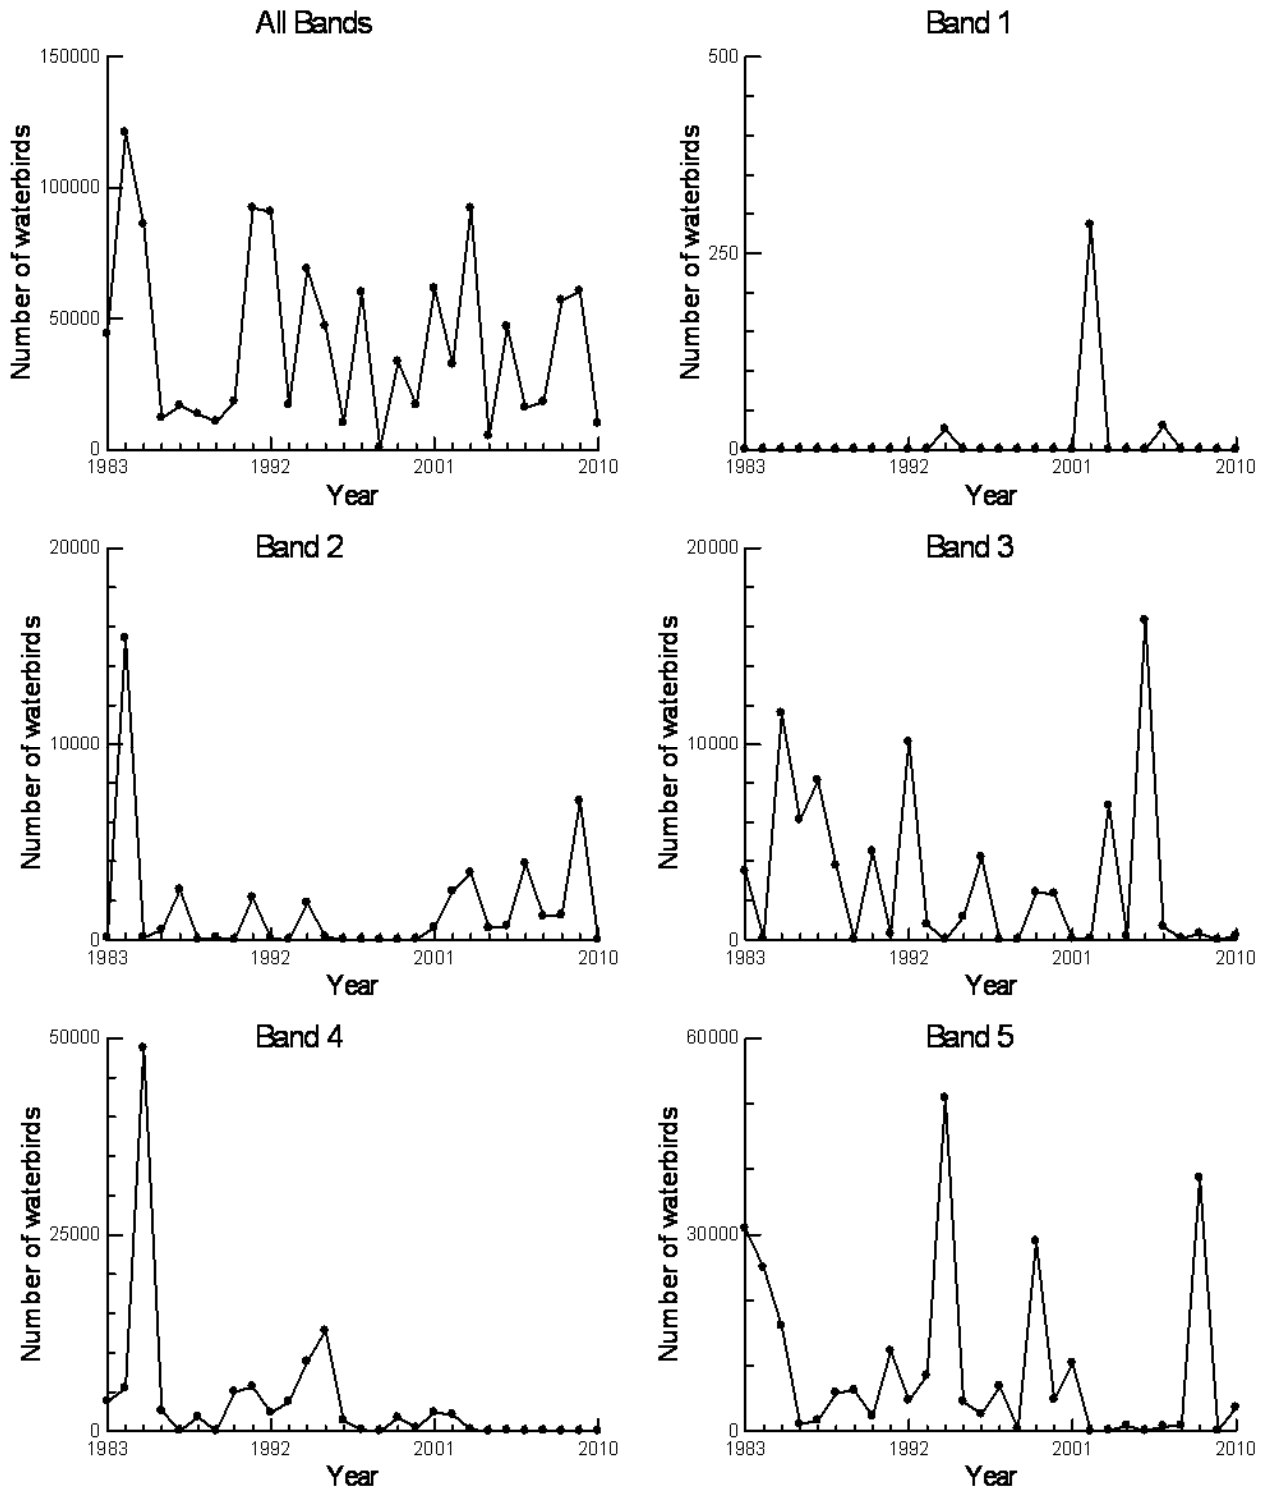 All Bands
Number of waterbirds
150000
100000
50000
0
1983
1992
2001
2010
Year
Band 1
Number of waterbirds
500
250
0
1983
1992
2001
2010
Year
Band 2
Number of waterbirds
20000
10000
0
1983
1992
2001
2010
Year
Band 3
Number of waterbirds
20000
10000
0
1983
1992
2001
2010
Year
Band 4
Number of waterbirds
50000
25000
0
1983
1992
2001
2010
Year
Band 5
Number of waterbirds
60000
30000
0
1983
1992
2001
2010
Year